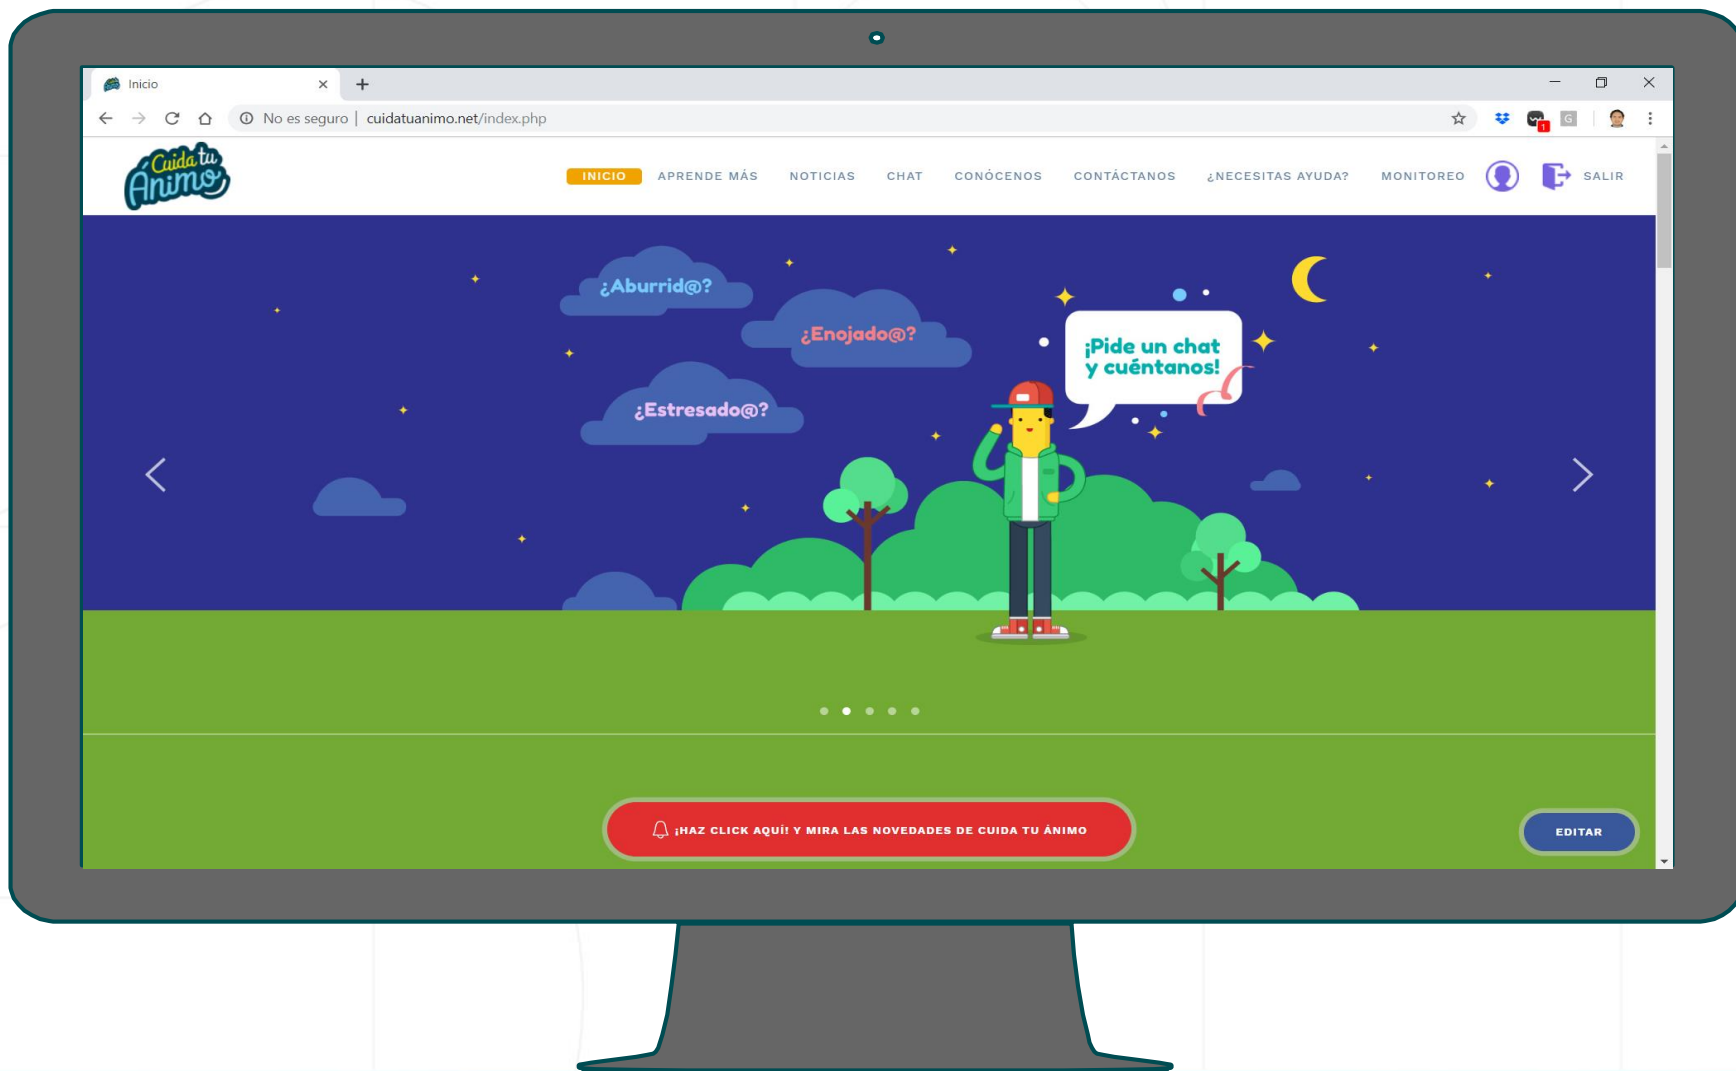 Inicio
No es seguro | cuidatuanimo.net/index.php
G
1
Cuida tu
Ánimo
INICIO APRENDE MÁS NOTICIAS CHAT CONÓCENOS CONTÁCTANOS ¿NECESITAS AYUDA? MONITOREO SALIR
¿Aburrid@?
¿Enojado@?
¿Estresado@?
¡Pide un chat
y cuéntanos!
¡HAZ CLICK AQUÍ! Y MIRA LAS NOVEDADES DE CUIDA TU ÁNIMO
EDITAR